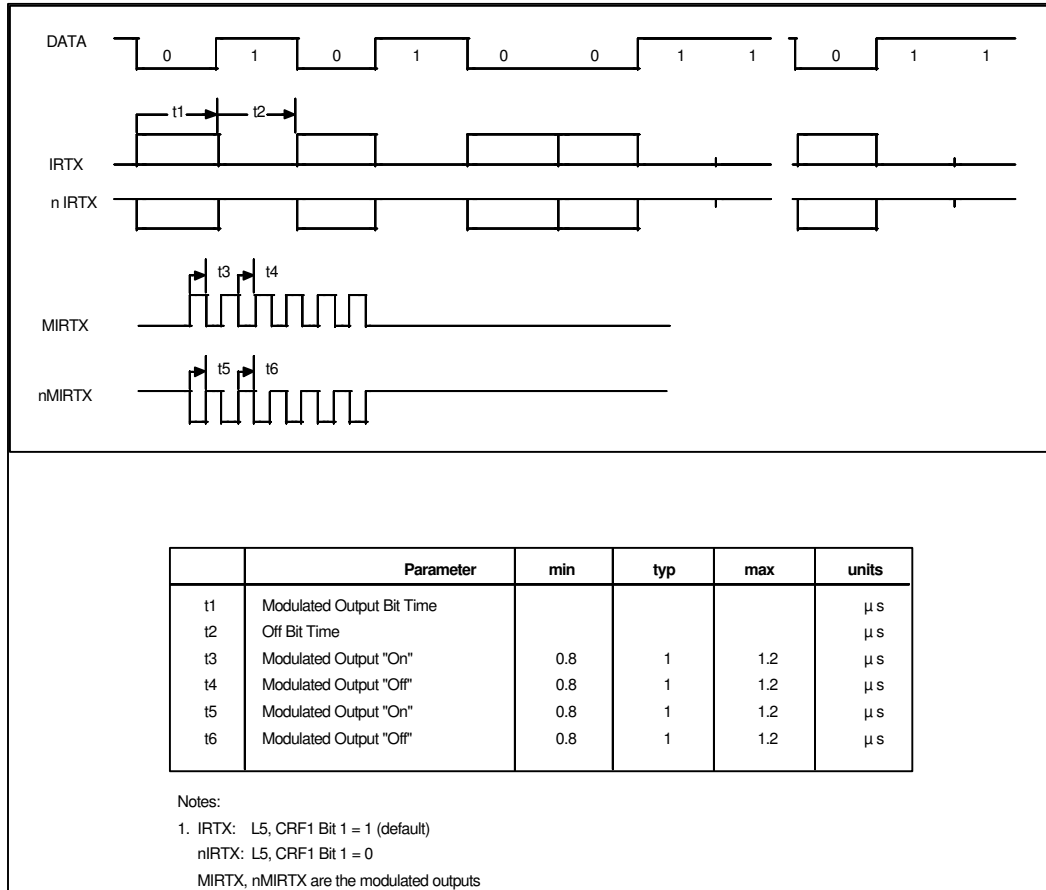 DATA 0 1 0 1 0 0 1 1 0 1 1
t1 t2
IRTX
n IRTX
t3 t4
MIRTX
t5 t6
nMIRTX
Parameter min typ max units
t1 Modulated Output Bit Time µ s
t2 Off Bit Time µ s
t3 Modulated Output "On" 0.8 1 1.2 µ s
t4 Modulated Output "Off" 0.8 1 1.2 µ s
t5 Modulated Output "On" 0.8 1 1.2 µ s
t6 Modulated Output "Off" 0.8 1 1.2 µ s
Notes:
1. IRTX: L5, CRF1 Bit 1 = 1 (default)
nIRTX: L5, CRF1 Bit 1 = 0
MIRTX, nMIRTX are the modulated outputs